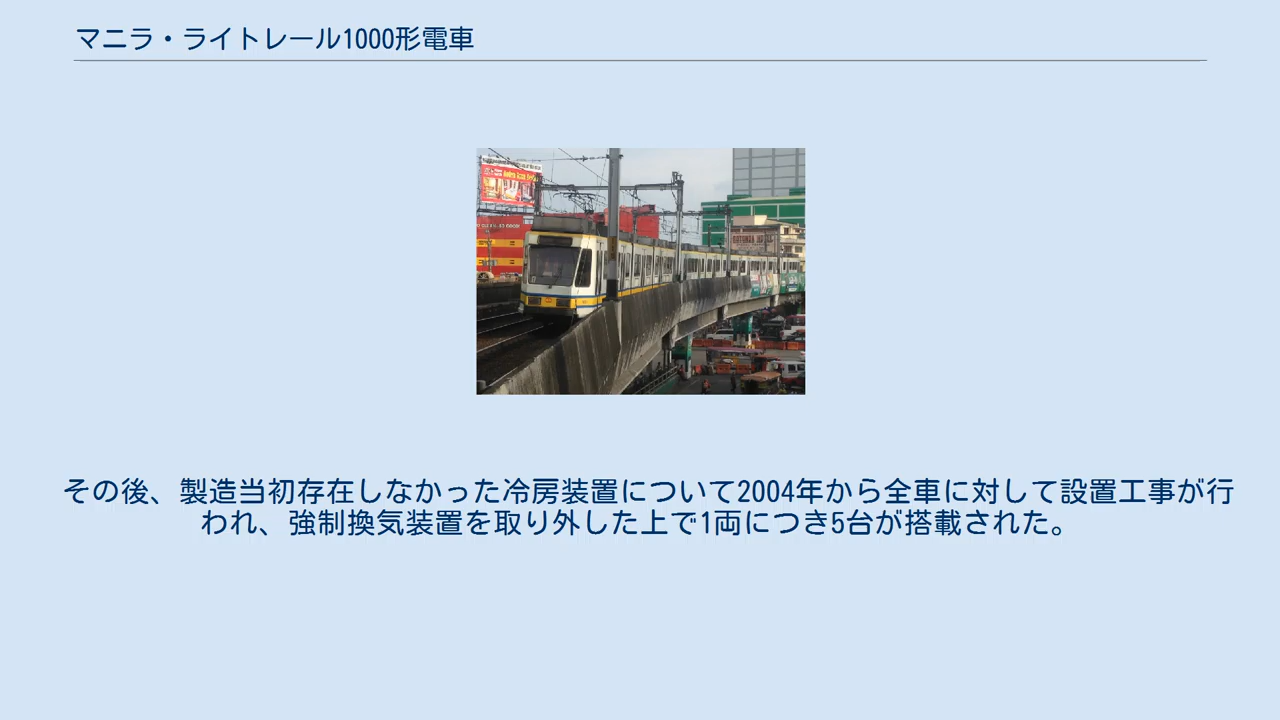 マニラ・ライトレール1000形電車
その後、製造当初存在しなかった冷房装置について2004年から全車に対して設置工事が行
われ、強制換気装置を取り外した上で1両につき5台が搭載された。